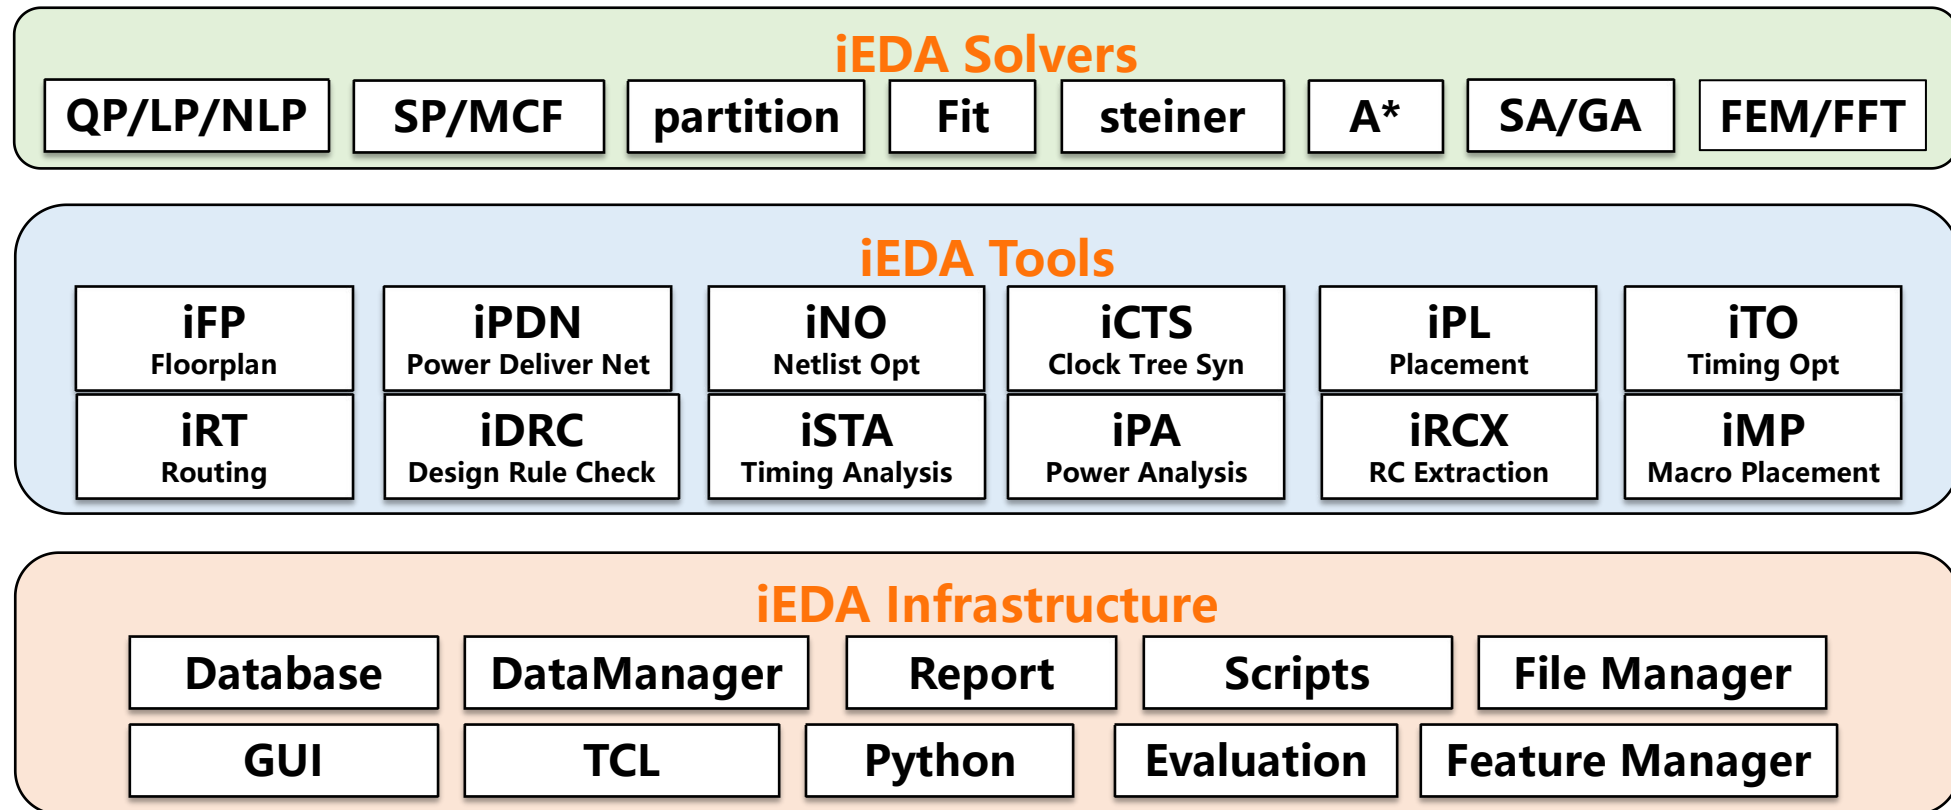 iEDA Solvers
QP/LP/NLP SP/MCF partition Fit steiner A* SA/GA FEM/FFT
iEDA Tools
iFP iPDN iNO iCTS iPL iTO
Floorplan Power Deliver Net Netlist Opt Clock Tree Syn Placement Timing Opt
iRT iDRC iSTA iPA iRCX iMP
Routing Design Rule Check Timing Analysis Power Analysis RC Extraction Macro Placement
iEDA Infrastructure
Database DataManager Report Scripts File Manager
GUI TCL Python Evaluation Feature Manager